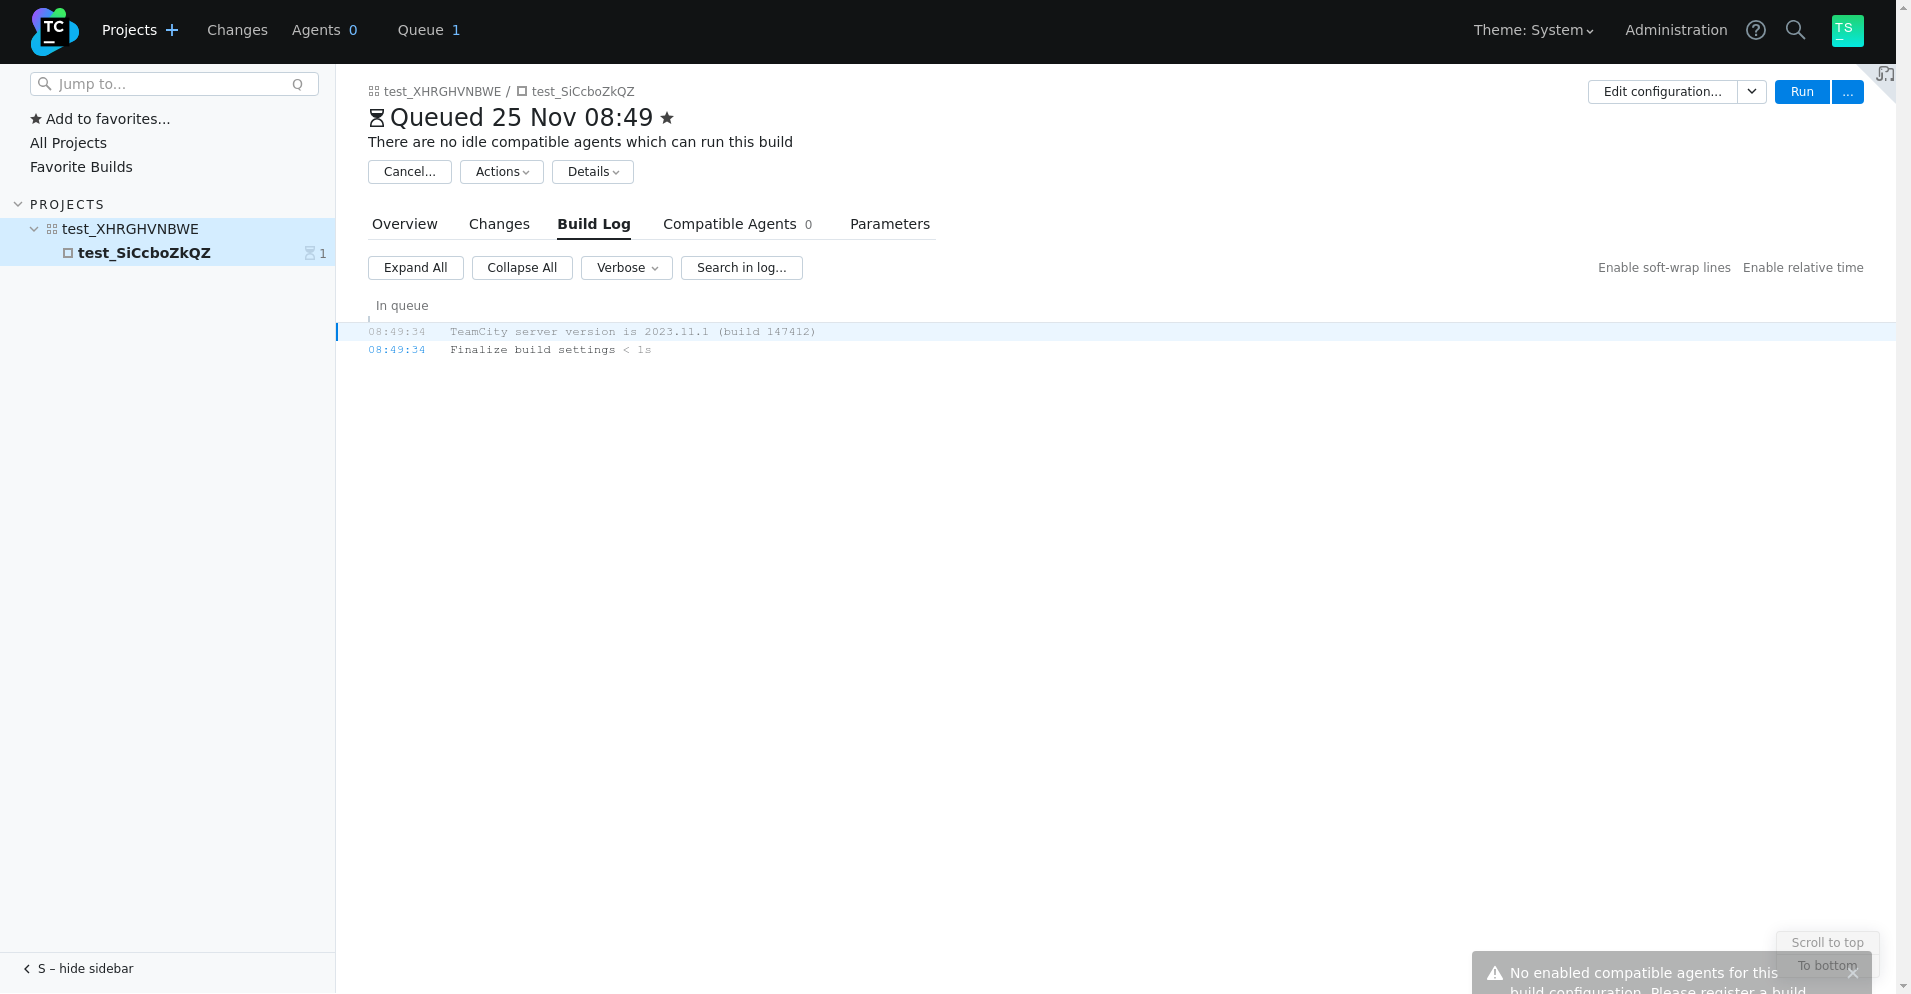 TC
Projects
Changes
Agents 0
Queue 1
Theme: System
Administration
TS
Jump to... Q
Add to favorites...
All Projects
Favorite Builds
PROJECTS
test_XHRGHVNBWE
test_SiCcboZkQZ 1
S – hide sidebar
test_XHRGHVNBWE / test_SiCcboZkQZ
Queued 25 Nov 08:49
There are no idle compatible agents which can run this build
Edit configuration...
Run
...
Cancel...
Actions
Details
Overview
Changes
Build Log
Compatible Agents 0
Parameters
Expand All
Collapse All
Verbose
Search in log...
Enable soft-wrap lines
Enable relative time
In queue
08:49:34 TeamCity server version is 2023.11.1 (build 147412)
08:49:34 Finalize build settings < 1s
Scroll to top
To bottom
No enabled compatible agents for this
build configuration. Please register a build